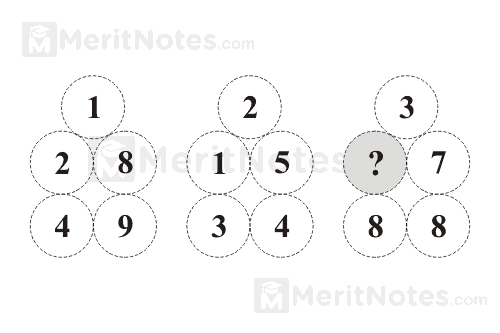 MeritNotes.com
1 2 3
2 8 MeritNotes 1 5 ? 7
4 9 3 4 8 8
MeritNotes.com